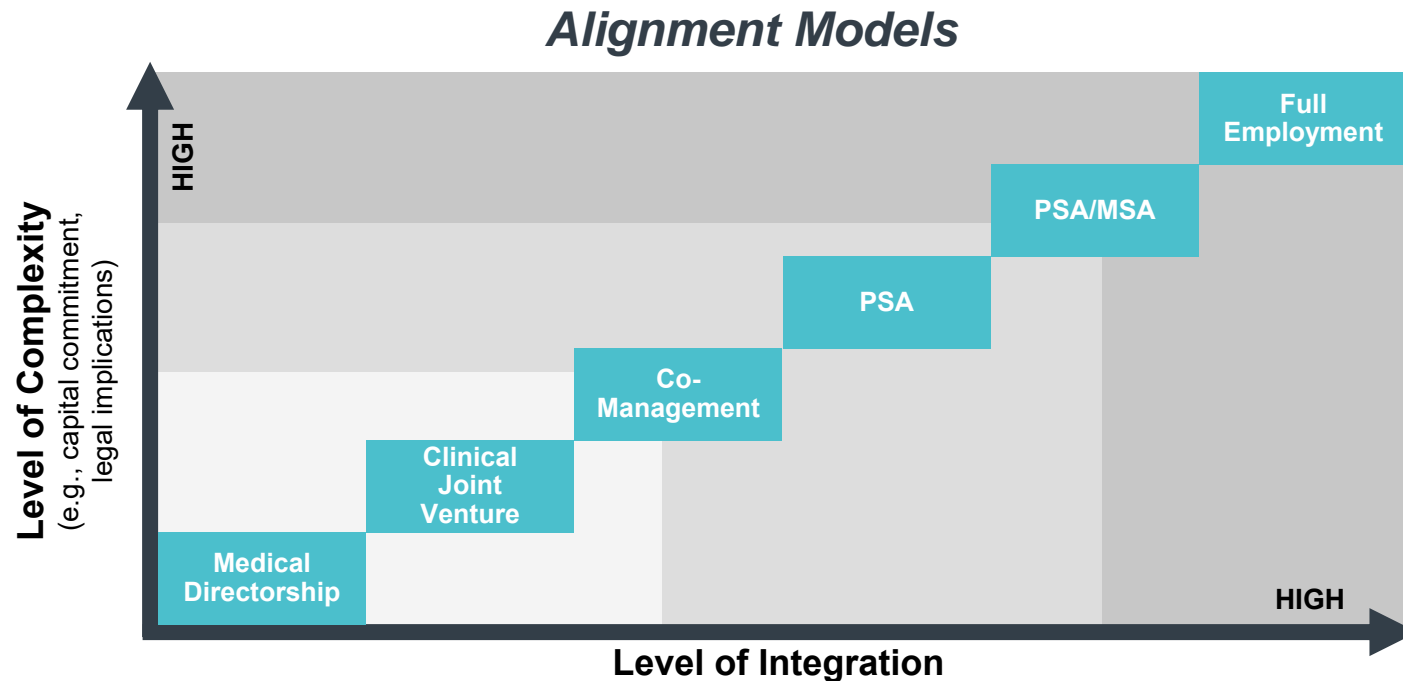 Alignment Models
HIGH
Level of Complexity
(e.g., capital commitment,
legal implications)
Full
Employment
PSA/MSA
PSA
Co-
Management
Clinical
Joint
Venture
Medical
Directorship
HIGH
Level of Integration